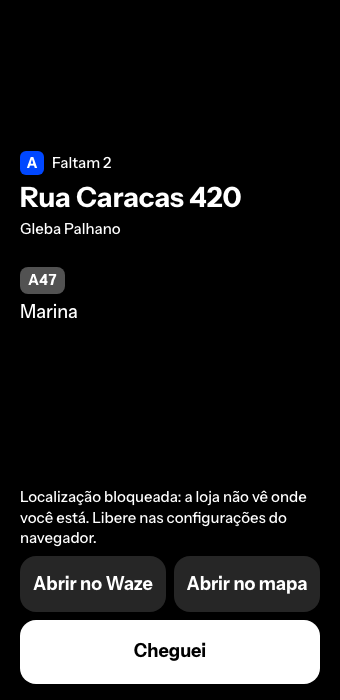 A Faltam 2
Rua Caracas 420
Gleba Palhano
A47
Marina
Localização bloqueada: a loja não vê onde
você está. Libere nas configurações do
navegador.
Abrir no Waze Abrir no mapa
Cheguei